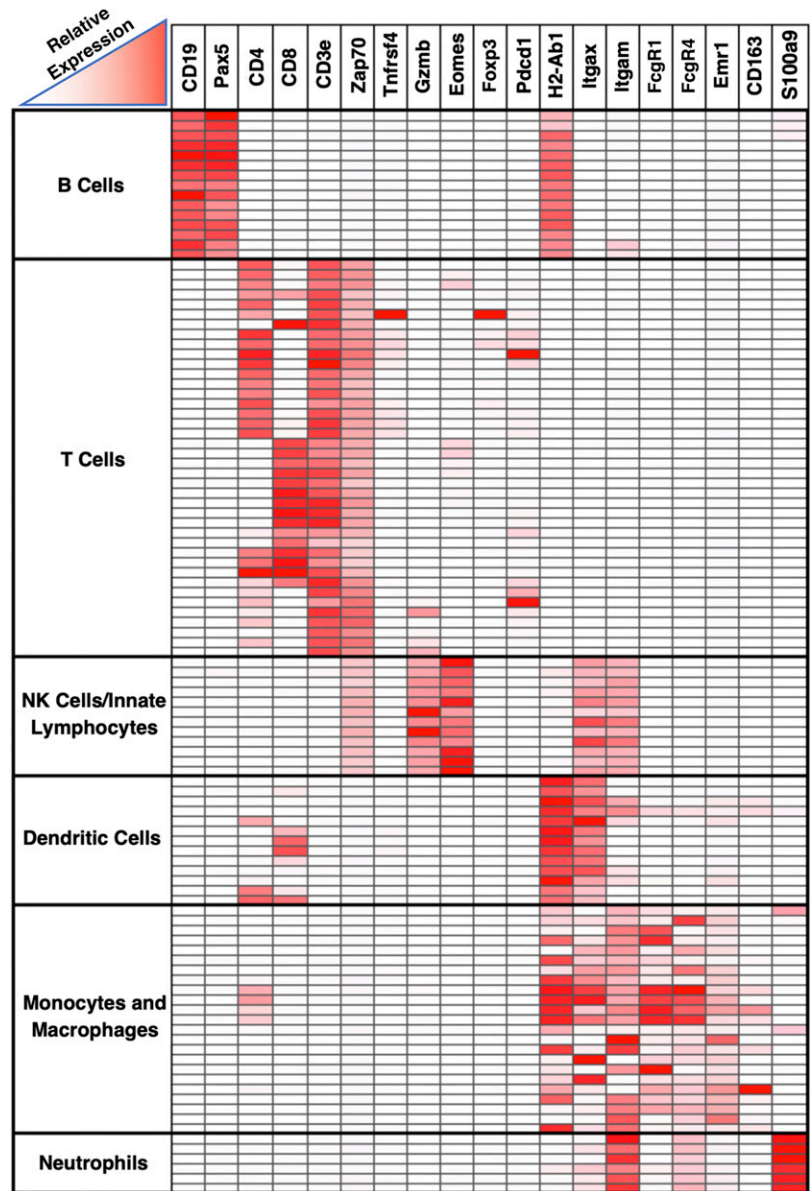 Relative
Expression
CD19
Pax5
CD4
CD8
CD3e
Zap70
Tnfrsf4
Gzmb
Eomes
Foxp3
Pdcd1
H2-Ab1
Itgax
Itgam
FcgR1
FcgR4
Emr1
CD163
S100a9
B Cells
T Cells
NK Cells/Innate
Lymphocytes
Dendritic Cells
Monocytes and
Macrophages
Neutrophils